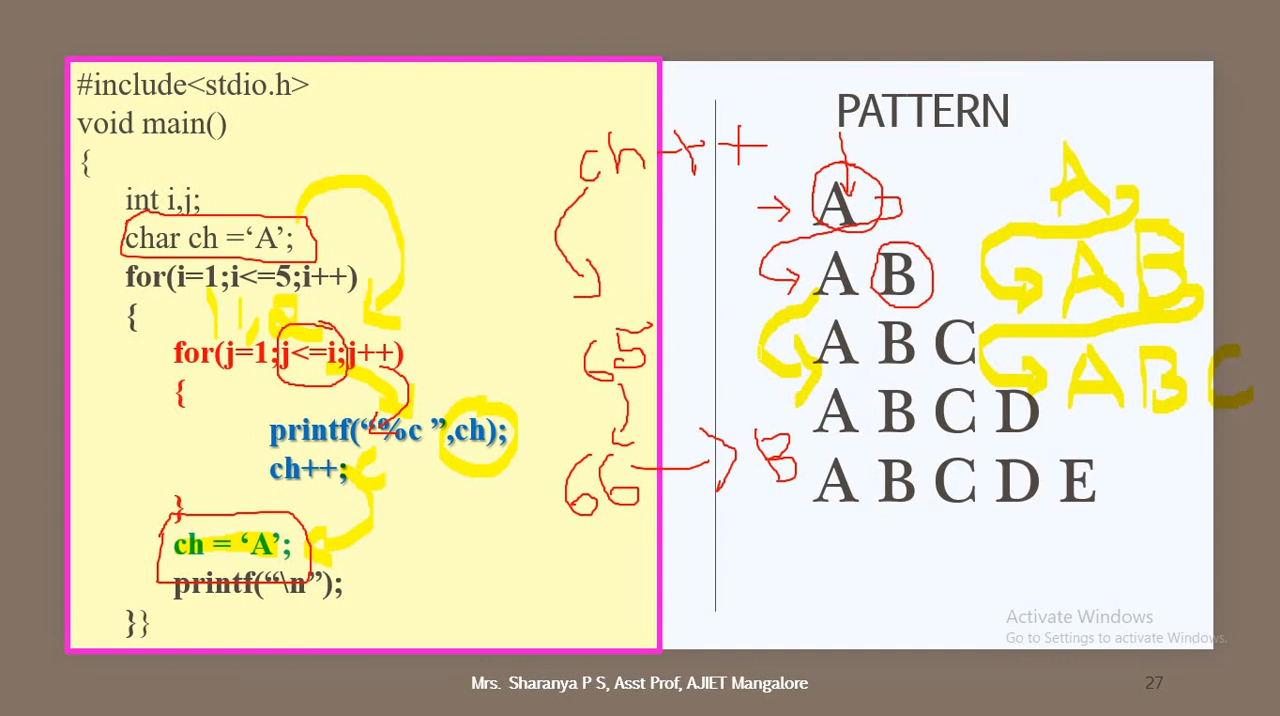 #include<stdio.h>
void main()
{
int i,j;
char ch =‘A’;
for(i=1;i<=5;i++)
{
for(j=1;j<=i;j++)
{
printf(“%c ”,ch);
ch++;
}
ch = ‘A’;
printf(“\n”);
}}
ch++
65
66 B
PATTERN
A
A B
A B C
A B C D
A B C D E
A
A B
A B C
Activate Windows
Go to Settings to activate Windows.
Mrs. Sharanya P S, Asst Prof, AJIET Mangalore
27